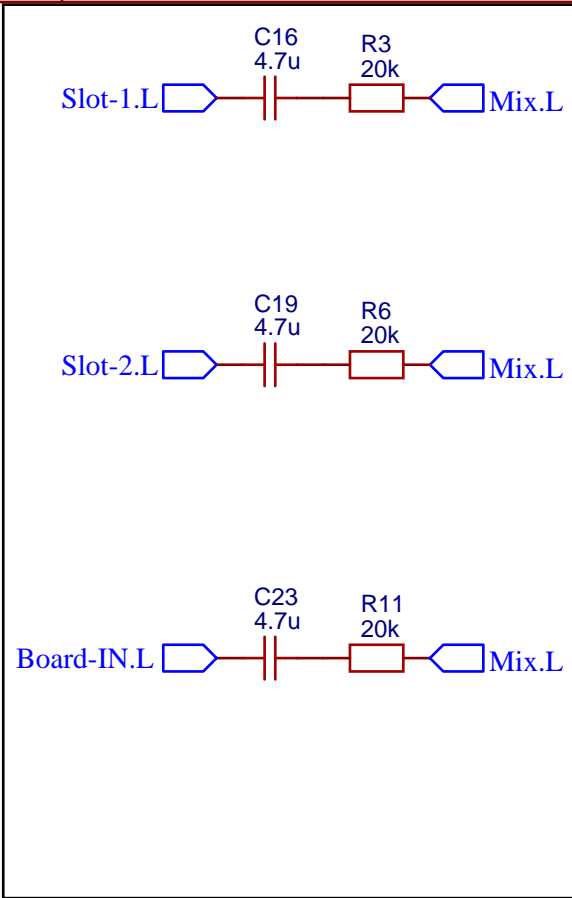 C16
4.7u
R3
20k
Slot-1.L
Mix.L
C19
4.7u
R6
20k
Slot-2.L
Mix.L
C23
4.7u
R11
20k
Board-IN.L
Mix.L